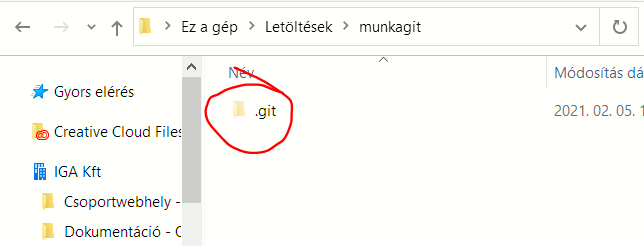 Ez a gép > Letöltések > munkagit
Név
Módosítás dá
Gyors elérés
.git
2021. 02. 05. 1
Creative Cloud Files
IGA Kft
Csoportwebhely -
Dokumentáció - C